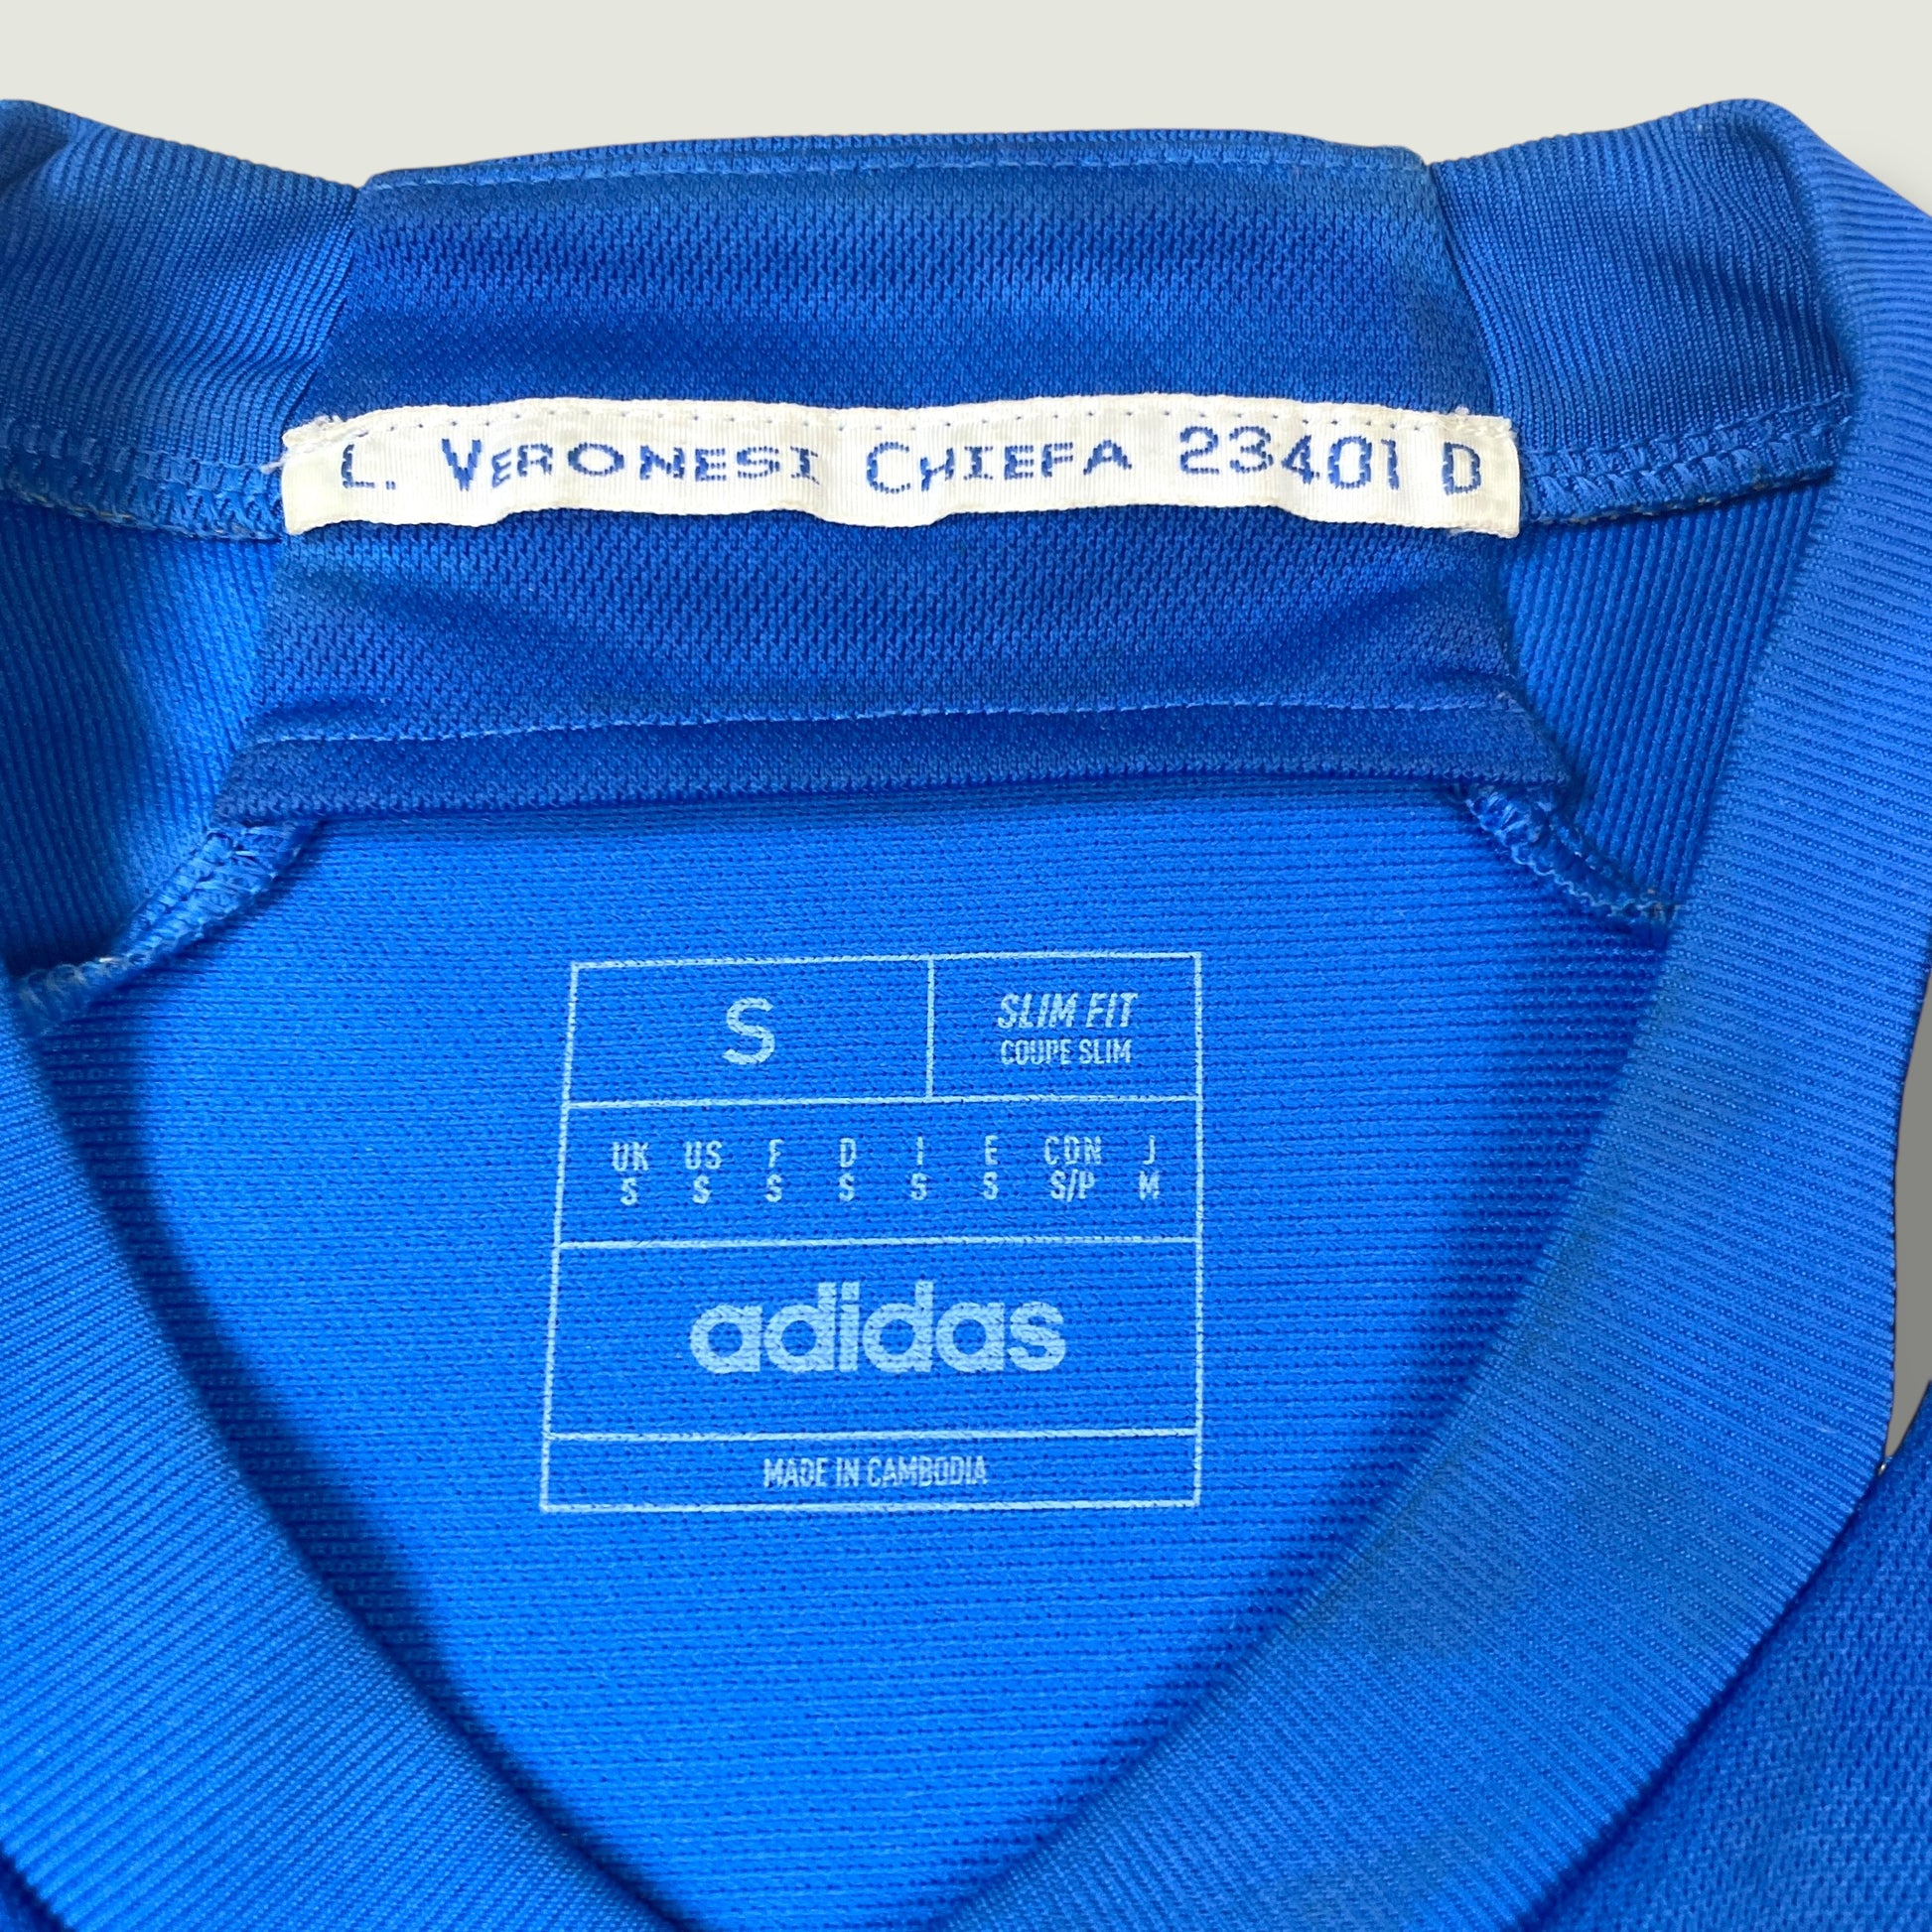 L. VERONESI CHIEFA 23401 D
S
SLIM FIT
COUPE SLIM
UK US F D I E CDN J
S S S S S S S/P M
adidas
MADE IN CAMBODIA